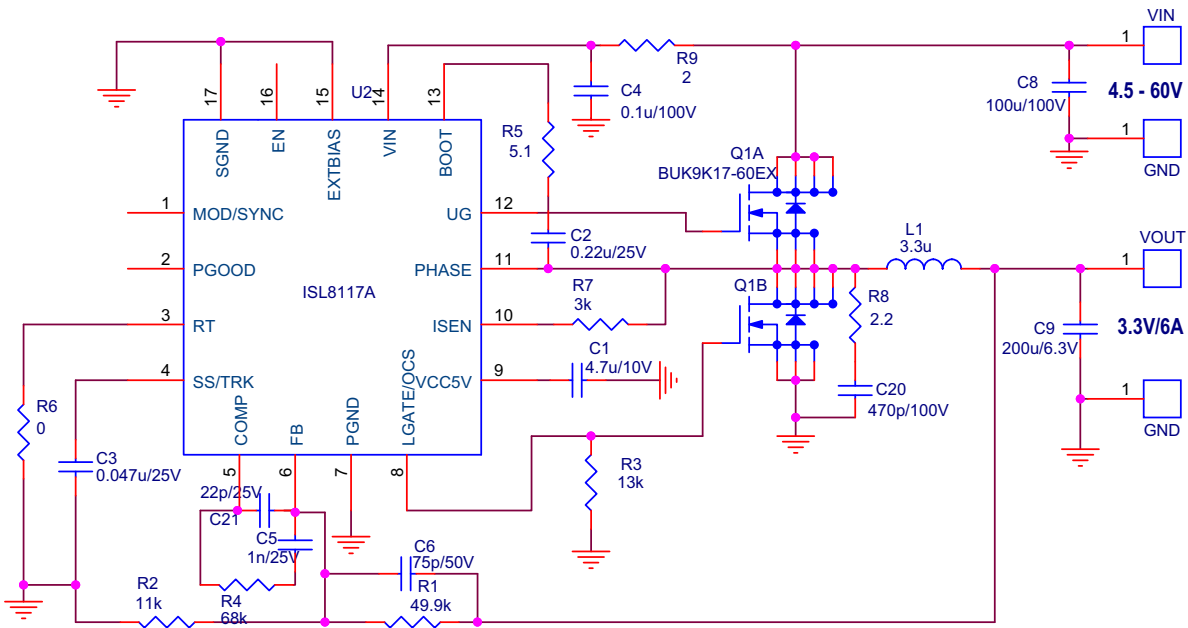 VIN
1
C8
100u/100V
4.5 - 60V
1
GND
R9
2
C4
0.1u/100V
17
16
15
U2
14
13
SGND
EN
EXTBIAS
VIN
BOOT
R5
5.1
Q1A
BUK9K17-60EX
1
MOD/SYNC
UG
12
C2
0.22u/25V
L1
3.3u
VOUT
1
2
PGOOD
PHASE
11
ISL8117A
R7
3k
Q1B
R8
2.2
3
RT
ISEN
10
C9
200u/6.3V
3.3V/6A
C1
4.7u/10V
4
SS/TRK
VCC5V
9
C20
470p/100V
1
GND
R6
0
COMP
FB
PGND
LGATE/OCS
C3
0.047u/25V
5
6
7
8
R3
13k
22p/25V
C21
C5
1n/25V
C6
75p/50V
R2
11k
R4
68k
R1
49.9k